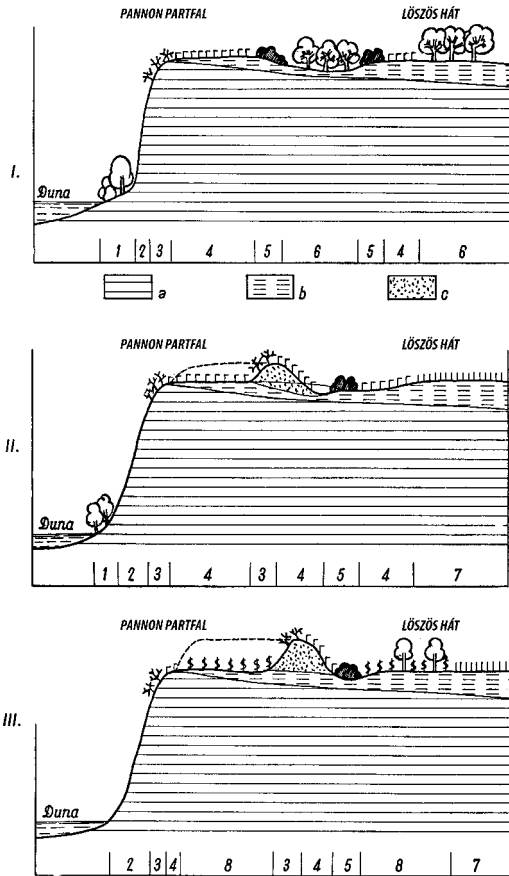 PANNON PARTFAL LÖSZÖS HÁT
I.
Duna
1 2 3 4 5 6 5 4 6
a b c
PANNON PARTFAL LÖSZÖS HÁT
II.
Duna
1 2 3 4 3 4 5 4 7
PANNON PARTFAL LÖSZÖS HÁT
III.
Duna
2 3 4 8 3 4 5 8 7